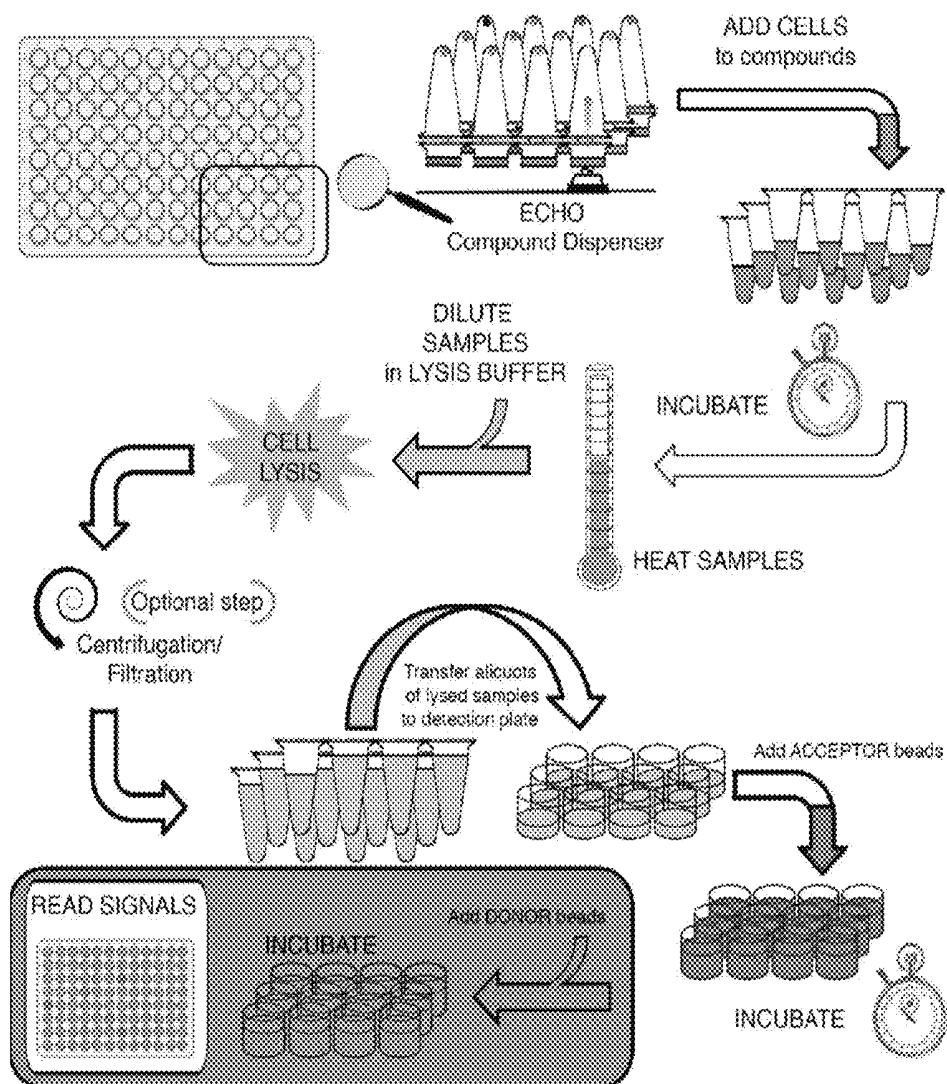 ADD CELLS
to compounds
ECHO
Compound Dispenser
DILUTE
SAMPLES
in LYSIS BUFFER
INCUBATE
CELL
LYSIS
HEAT SAMPLES
(Optional step)
Centrifugation/
Filtration
Transfer alicuots
of lysed samples
to detection plate
Add ACCEPTOR beads
READ SIGNALS
Add DONOR beads
INCUBATE
INCUBATE